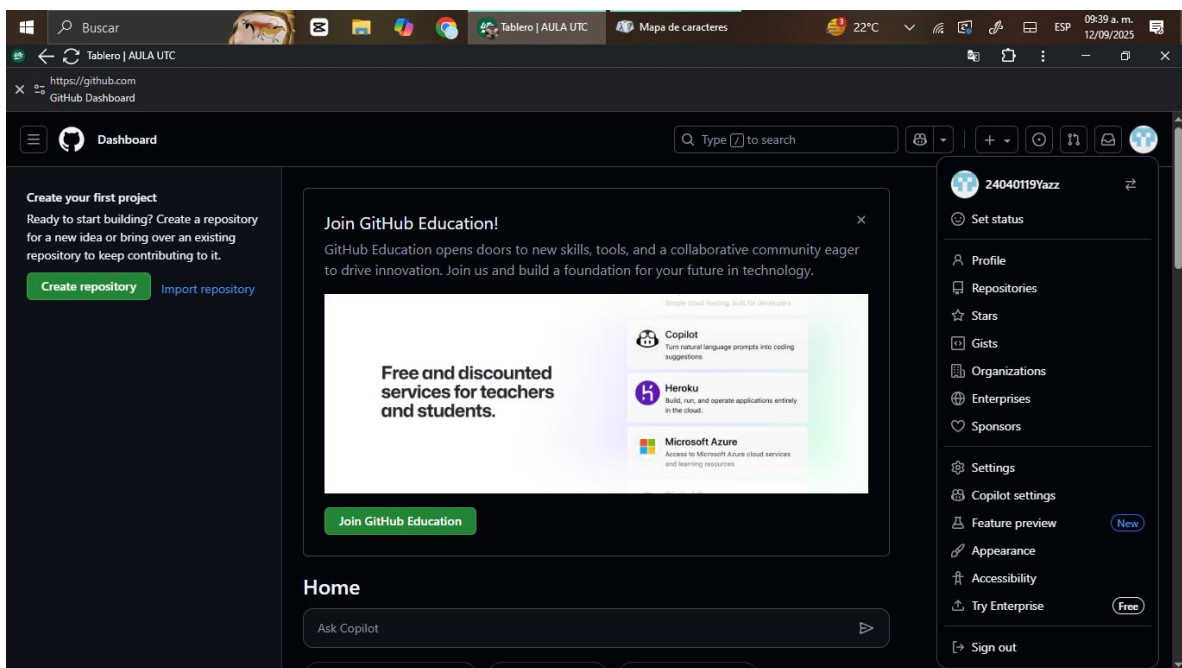 Buscar
Tablero | AULA UTC
Mapa de caracteres
3
22°C
ESP
09:39 a. m.
12/09/2025
Tablero | AULA UTC
https://github.com
GitHub Dashboard
Dashboard
Type / to search
24040119Yazz
Set status
Profile
Repositories
Stars
Gists
Organizations
Enterprises
Sponsors
Settings
Copilot settings
Feature preview New
Appearance
Accessibility
Try Enterprise Free
Sign out
Create your first project
Ready to start building? Create a repository
for a new idea or bring over an existing
repository to keep contributing to it.
Create repository
Import repository
Join GitHub Education!
GitHub Education opens doors to new skills, tools, and a collaborative community eager
to drive innovation. Join us and build a foundation for your future in technology.
Free and discounted
services for teachers
and students.
Simple cloud hosting, built for developers
Copilot
Turn natural language prompts into coding
suggestions
Heroku
Build, run, and operate applications entirely
in the cloud.
Microsoft Azure
Access to Microsoft Azure cloud services
and learning resources
Join GitHub Education
Home
Ask Copilot